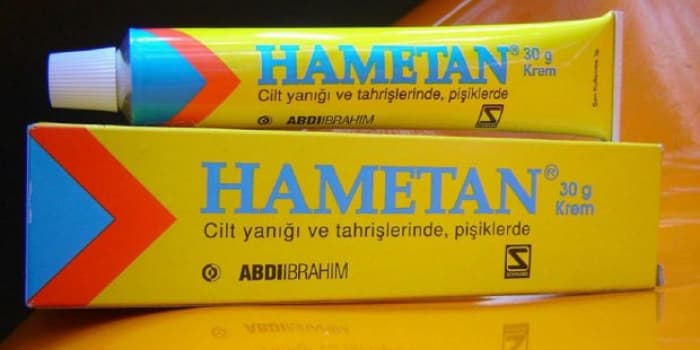 HAMETAN® 30 g
Krem
Cilt yanığı ve tahrişlerinde, pişiklerde
ABDIIBRAHIM
HAMETAN® 30 g
Krem
Cilt yanığı ve tahrişlerinde, pişiklerde
ABDIIBRAHIM